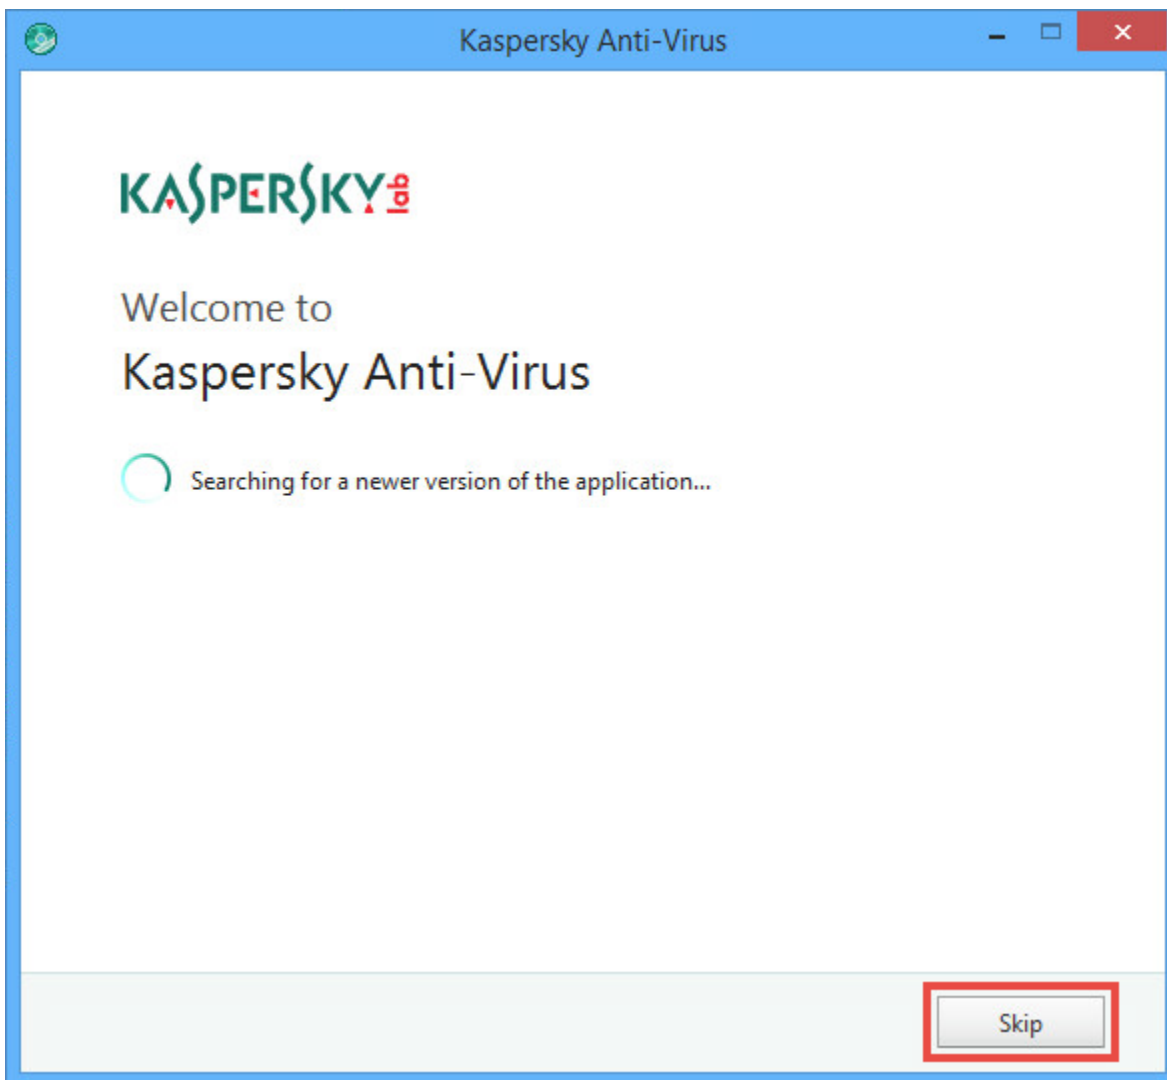 Kaspersky Anti-Virus
KASPERSKY lab
Welcome to
Kaspersky Anti-Virus
Searching for a newer version of the application...
Skip